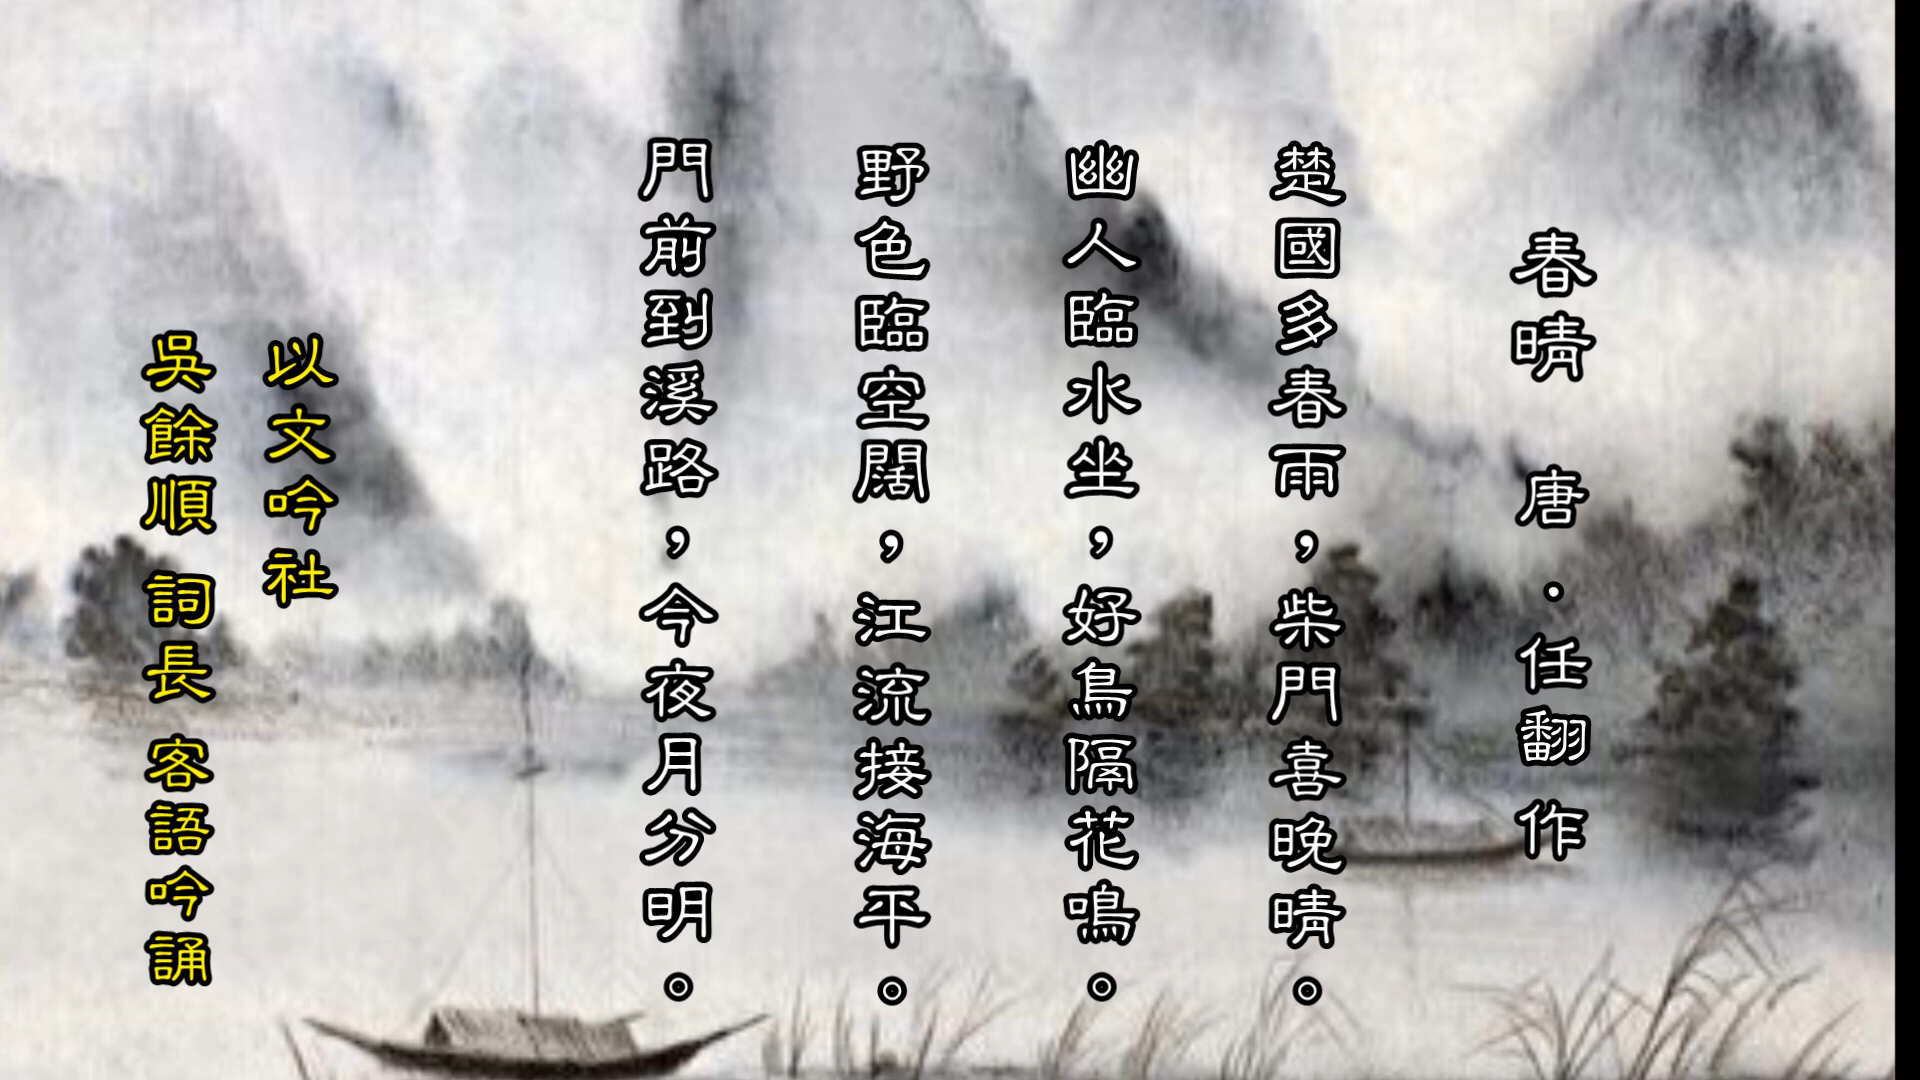 春晴 唐．任翻 作
楚國多春雨，柴門喜晚晴。
幽人臨水坐，好鳥隔花鳴。
野色臨空闊，江流接海平。
門前到溪路，今夜月分明。
以文吟社
吳餘順 詞長 客語吟誦